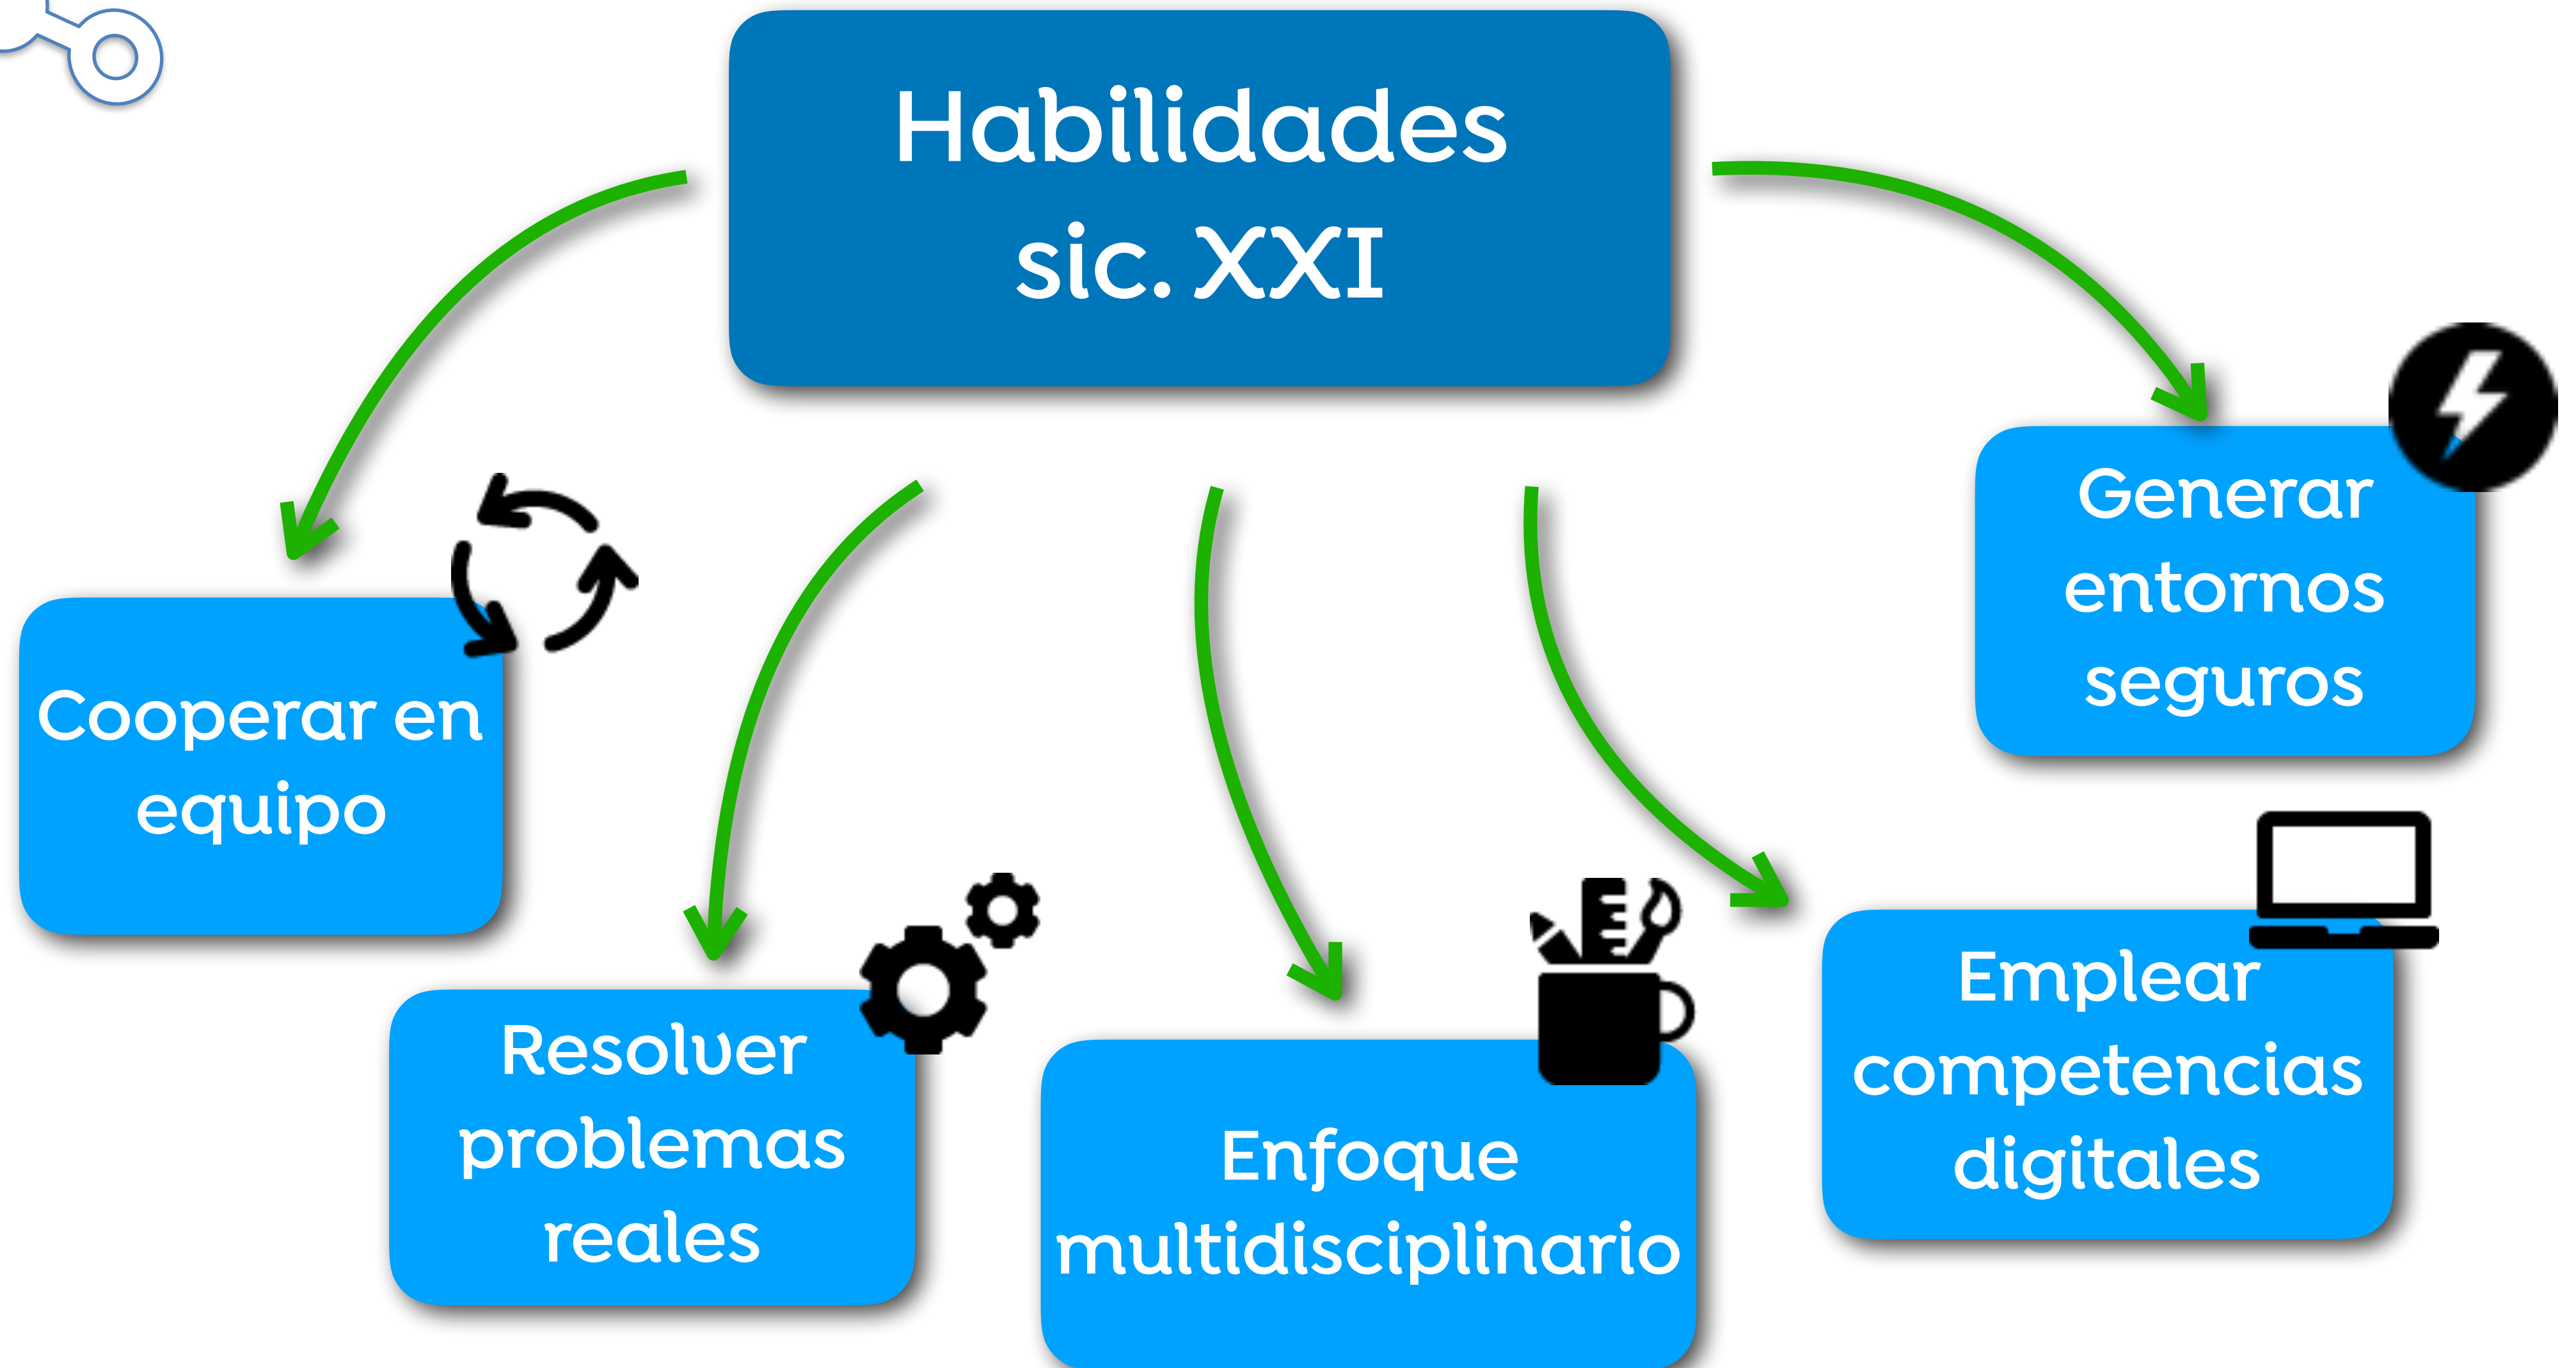 Habilidades
sic. XXI
Cooperar en
equipo
Resolver
problemas
reales
Enfoque
multidisciplinario
Emplear
competencias
digitales
Generar
entornos
seguros